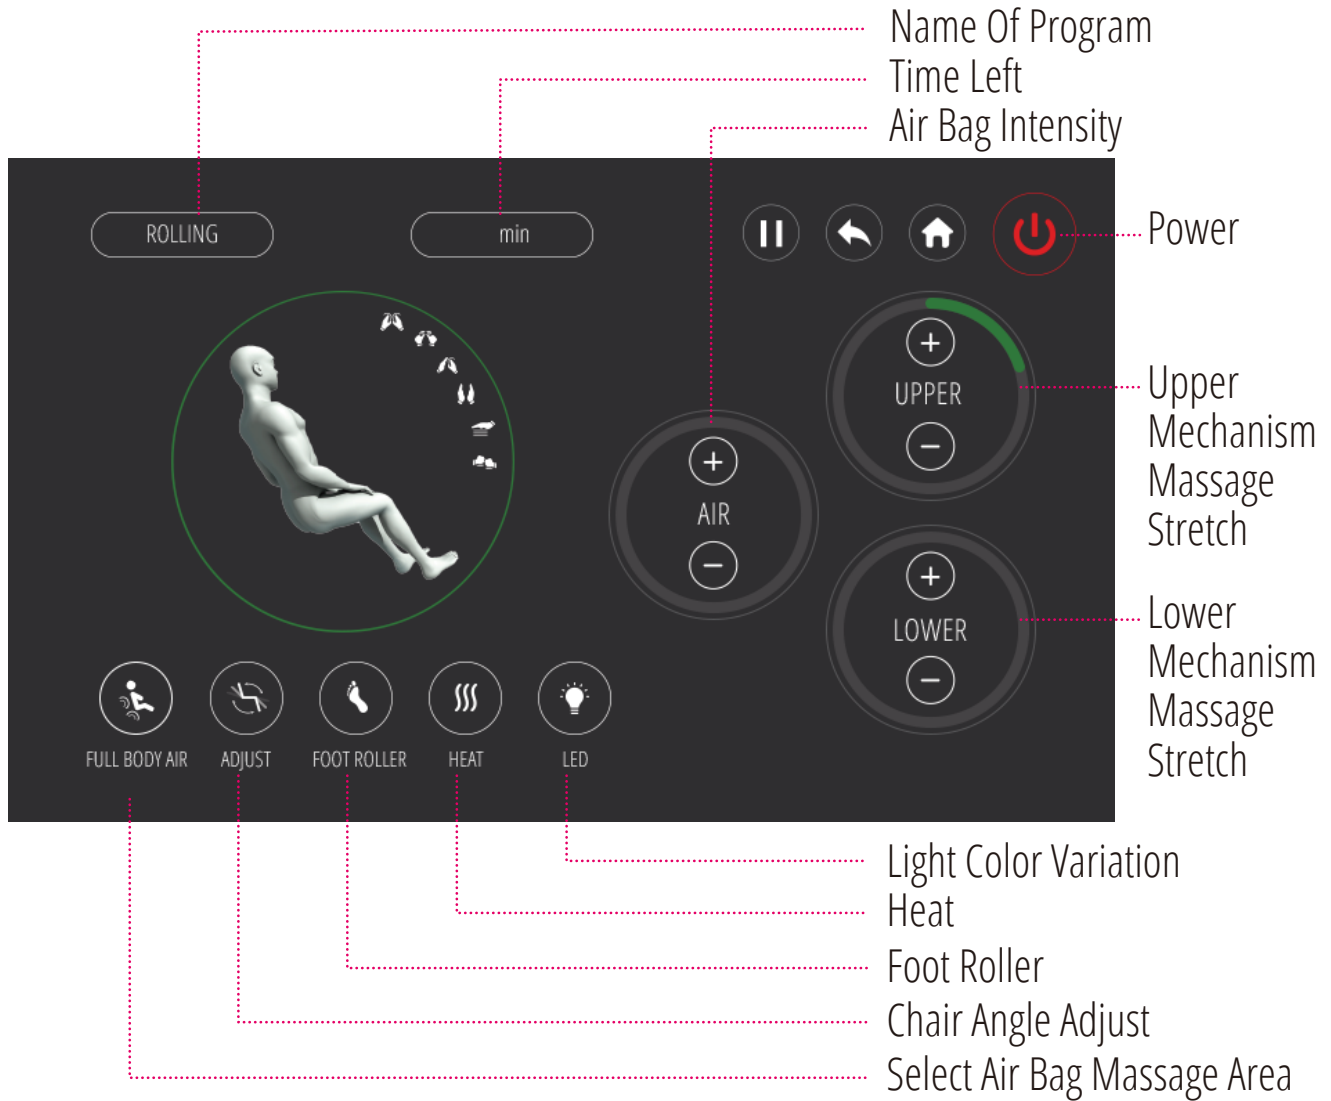 Name Of Program
Time Left
Air Bag Intensity
ROLLING
min
Power
UPPER
Upper
Mechanism
Massage
Stretch
AIR
LOWER
Lower
Mechanism
Massage
Stretch
FULL BODY AIR
ADJUST
FOOT ROLLER
HEAT
LED
Light Color Variation
Heat
Foot Roller
Chair Angle Adjust
Select Air Bag Massage Area